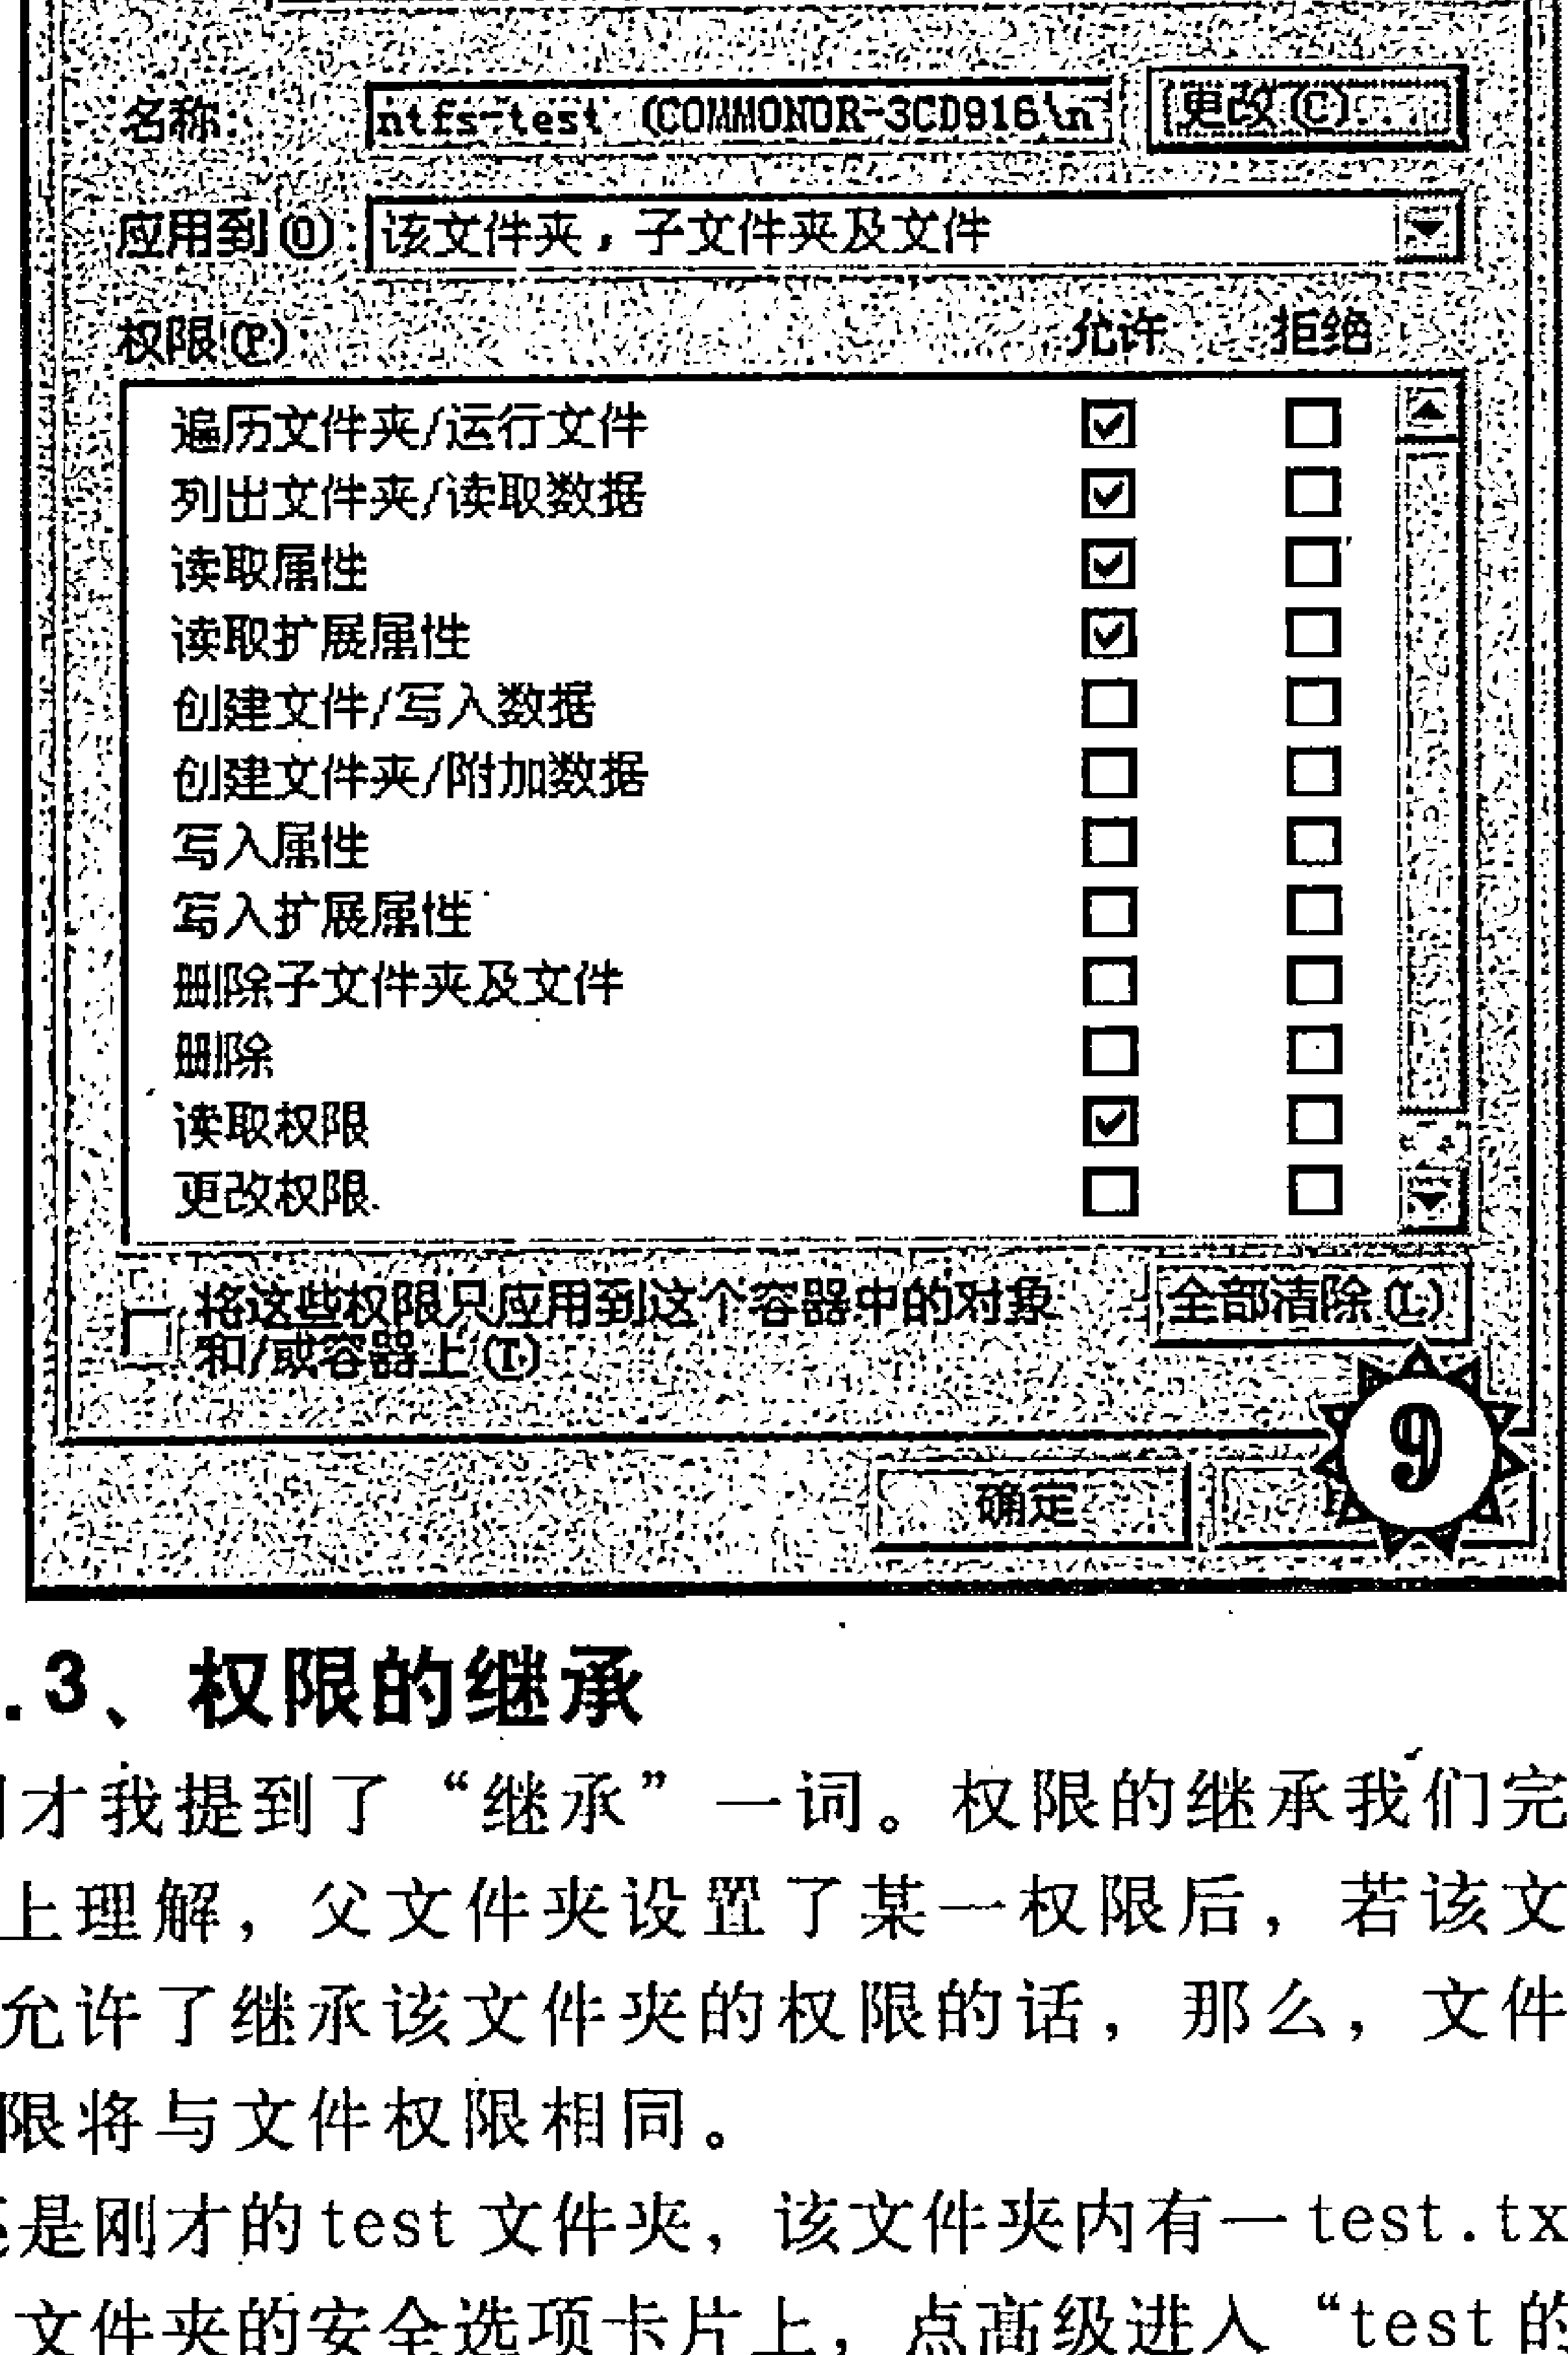 名称: ntfs-test (COMMONOR-3CD916\n 更改(C)
应用到(O): 该文件夹，子文件夹及文件
权限(P): 允许 拒绝
遍历文件夹/运行文件
列出文件夹/读取数据
读取属性
读取扩展属性
创建文件/写入数据
创建文件夹/附加数据
写入属性
写入扩展属性
删除子文件夹及文件
删除
读取权限
更改权限
将这些权限只应用到这个容器中的对象
和/或容器上(T)
全部清除(L)
确定
9
.3、权限的继承
才我提到了“继承”一词。权限的继承我们完
上理解，父文件夹设置了某一权限后，若该文
允许了继承该文件夹的权限的话，那么，文件
限将与文件权限相同。
是刚才的test文件夹，该文件夹内有一test.tx
文件夹的安全选项卡片上，点高级进入“test的